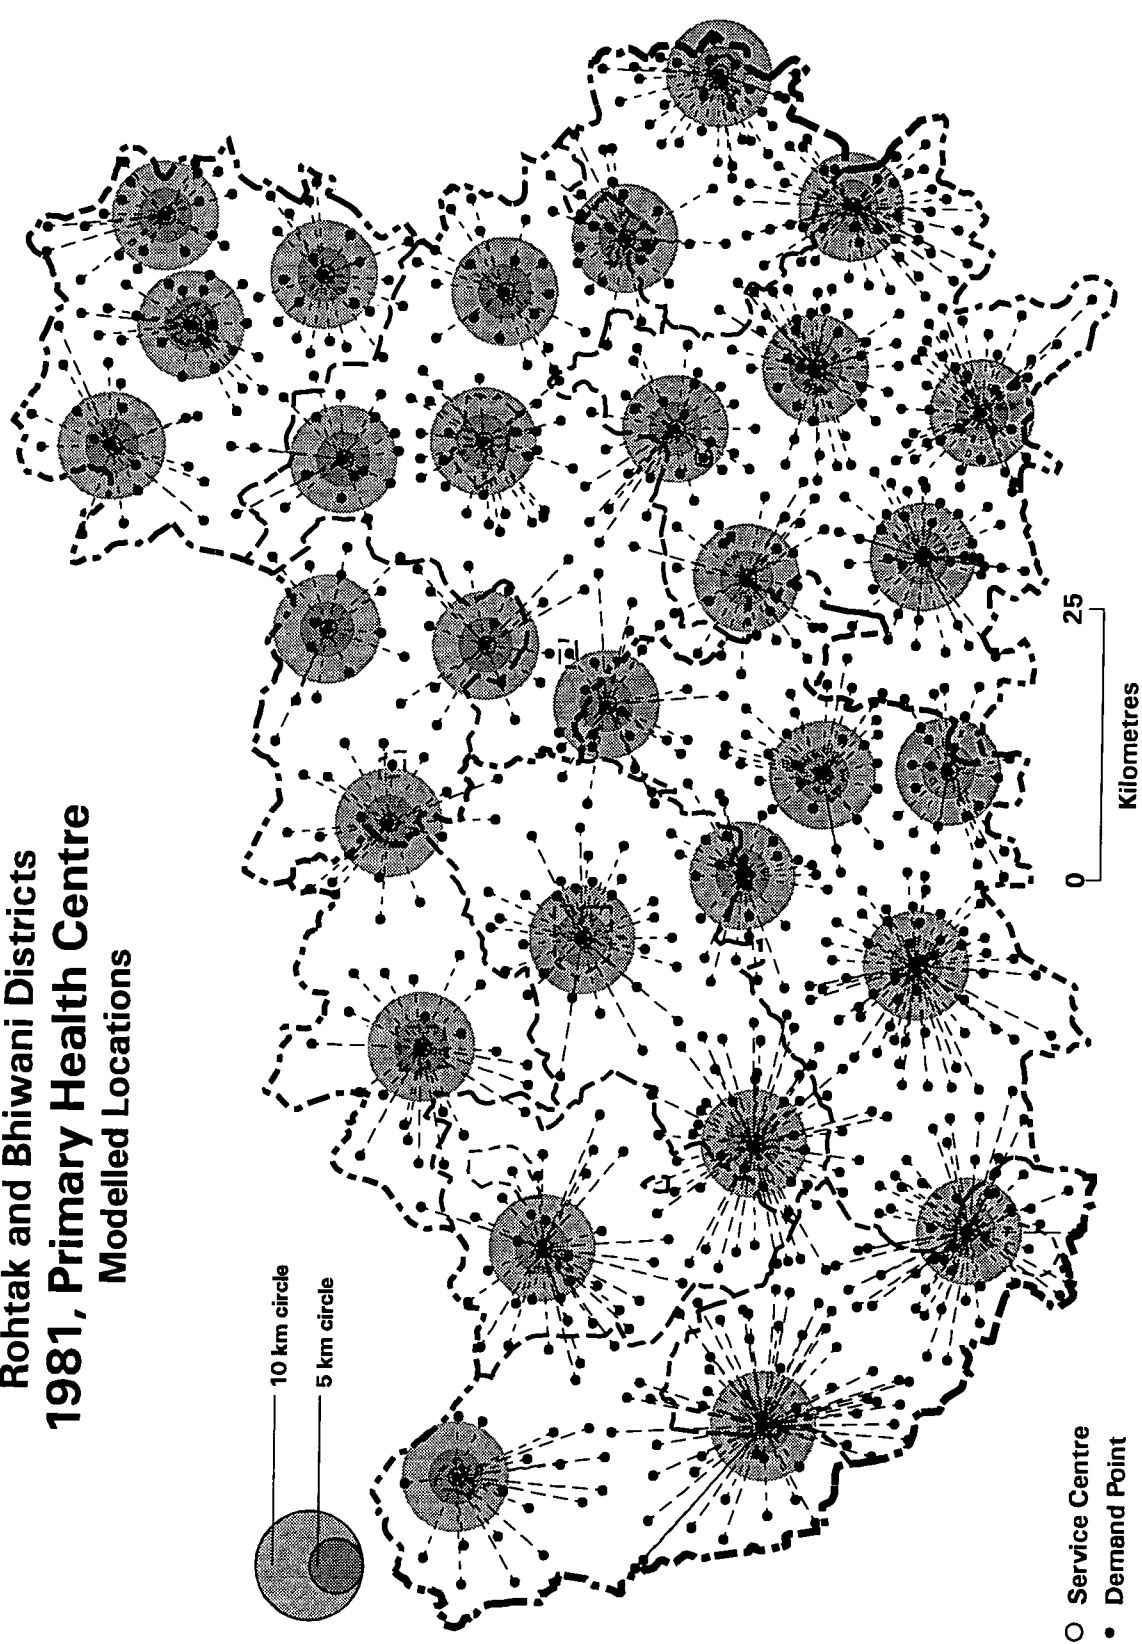 Rohtak and Bhiwani Districts
1981, Primary Health Centre
Modelled Locations
10 km circle
5 km circle
0
25
Kilometres
Service Centre
Demand Point